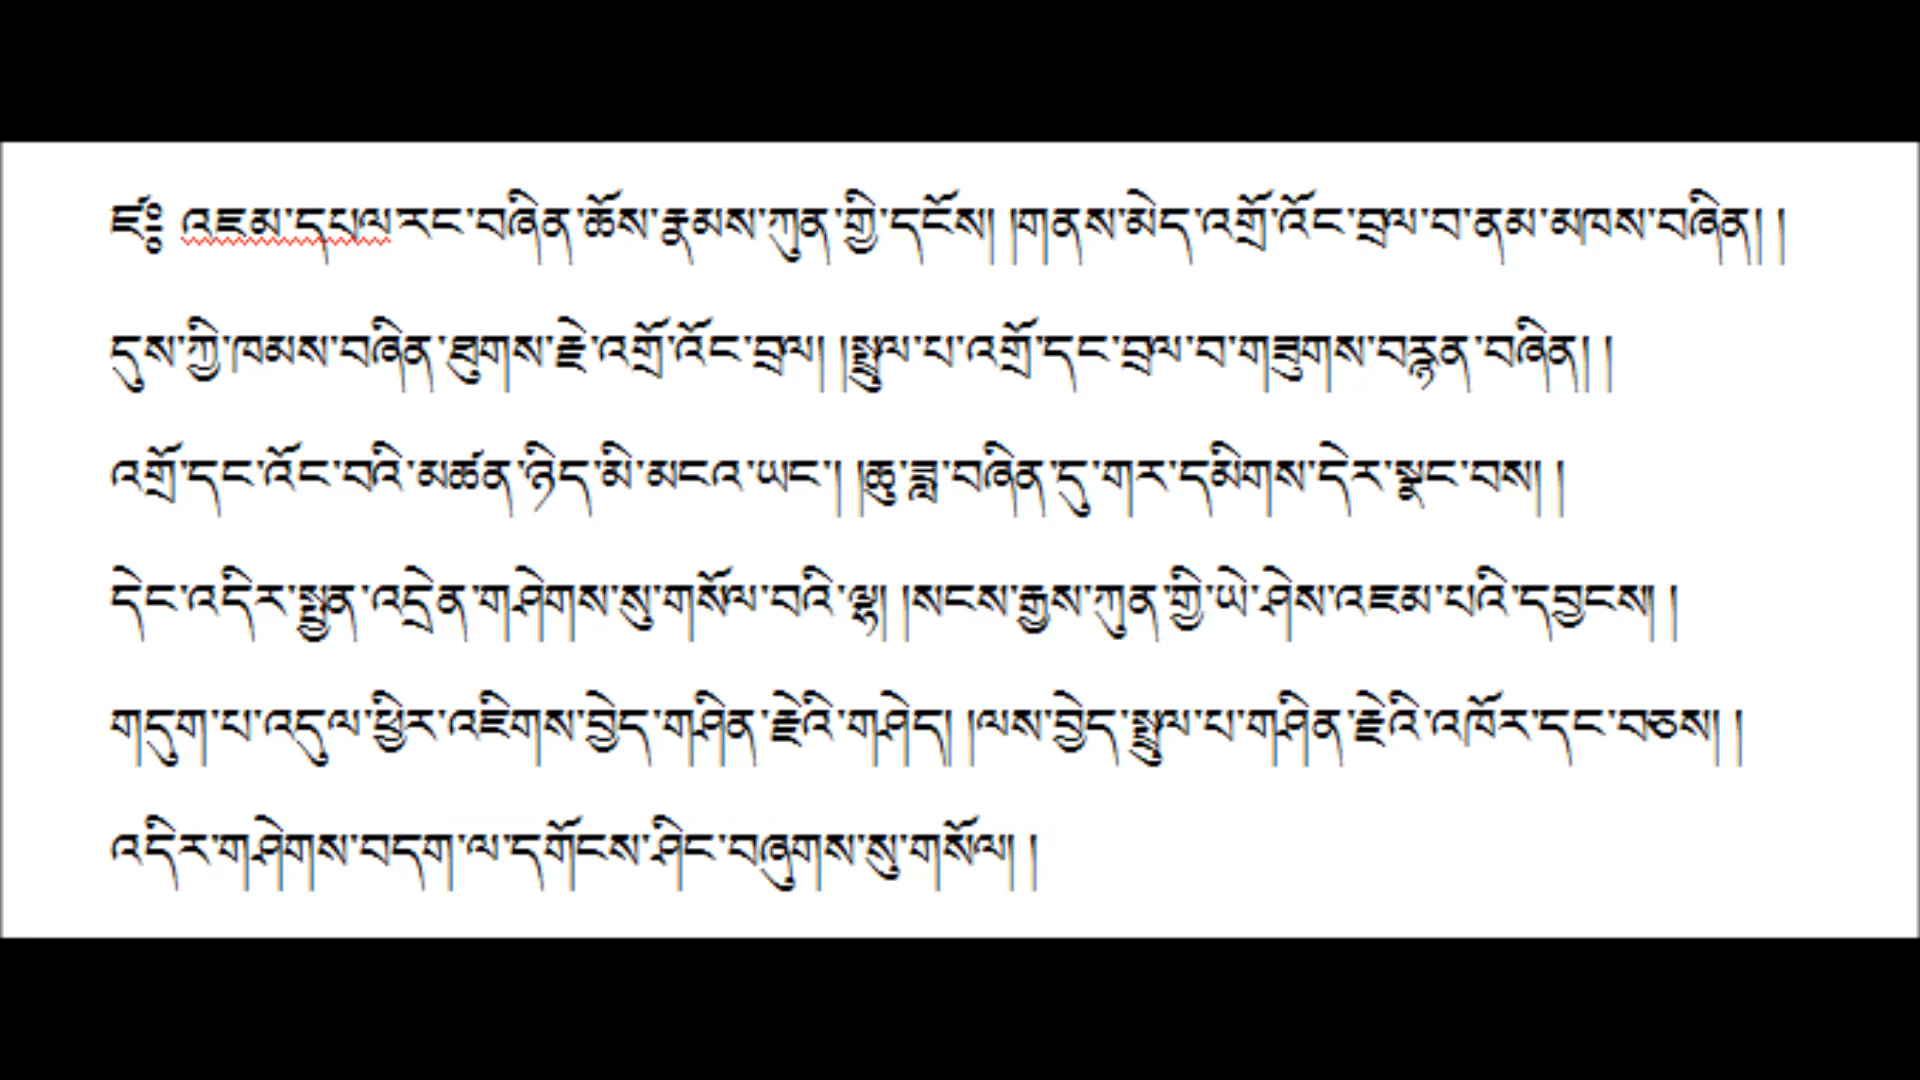 ཛ཰ཿ འཇམ་དཔལ་རང་བཞིན་ཆོས་རྣམས་ཀུན་གྱི་དངོས། །གནས་མེད་འགྲོ་འོང་བྲལ་བ་ནམ་མཁས་བཞིན། །
དུས་ཀྱི་ཁམས་བཞིན་ཐུགས་རྗེ་འགྲོ་འོང་བྲལ། །སྤྲུལ་པ་འགྲོ་དང་བྲལ་བ་གཟུགས་བརྙན་བཞིན། །
འགྲོ་དང་འོང་བའི་མཚན་ཉིད་མི་མངའ་ཡང་། །ཆུ་ཟླ་བཞིན་དུ་གར་དམིགས་དེར་སྣང་བས། །
དེང་འདིར་སྤྱན་འདྲེན་གཤེགས་སུ་གསོལ་བའི་ལྷ། །སངས་རྒྱས་ཀུན་གྱི་ཡེ་ཤེས་འཇམ་པའི་དབྱངས། །
གདུག་པ་འདུལ་ཕྱིར་འཇིགས་བྱེད་གཤིན་རྗེའི་གཤེད། །ལས་བྱེད་སྤྲུལ་པ་གཤིན་རྗེའི་འཁོར་དང་བཅས། །
འདིར་གཤེགས་བདག་ལ་དགོངས་ཤིང་བཞུགས་སུ་གསོལ། །